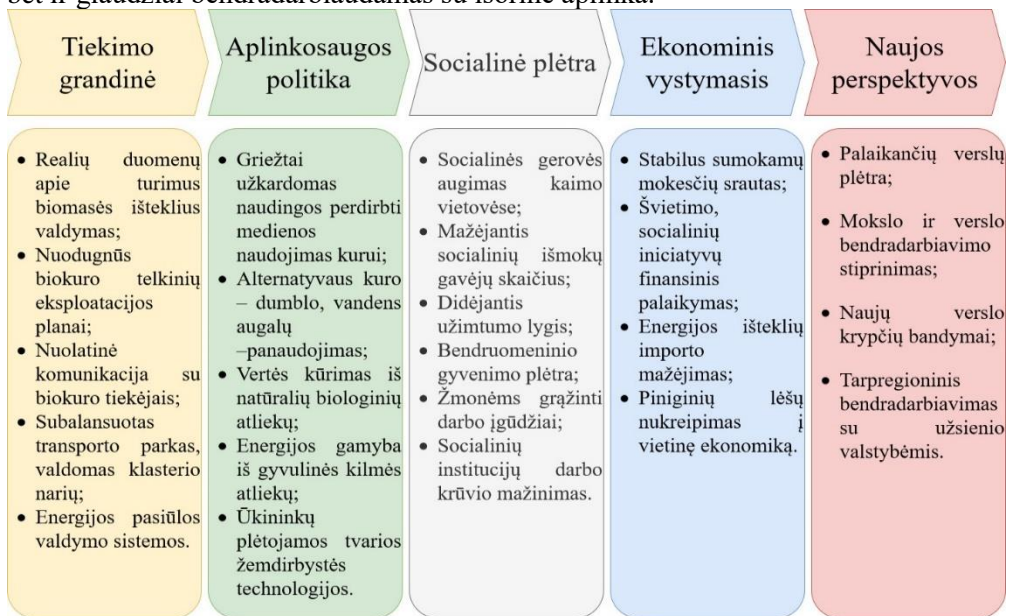 bet ir glaudžiai bendradarbiaudamas su išorine aplinka.
Tiekimo
grandinė
Aplinkosaugos
politika
Socialinė plėtra
Ekonominis
vystymasis
Naujos
perspektyvos
• Realių duomenų
apie turimus
biomasės išteklius
valdymas;
• Nuodugnūs
biokuro telkinių
eksploatacijos
planai;
• Nuolatinė
komunikacija su
biokuro tiekėjais;
• Subalansuotas
transporto parkas,
valdomas klasterio
narių;
• Energijos pasiūlos
valdymo sistemos.
• Griežtai
užkardomas
naudingos perdirbti
medienos
naudojimas kurui;
• Alternatyvaus kuro
– dumblo, vandens
augalų
–panaudojimas;
• Vertės kūrimas iš
natūralių biologinių
atliekų;
• Energijos gamyba
iš gyvulinės kilmės
atliekų;
• Ūkininkų
plėtojamos tvarios
žemdirbystės
technologijos.
• Socialinės gerovės
augimas kaimo
vietovėse;
• Mažėjantis
socialinių išmokų
gavėjų skaičius;
• Didėjantis
užimtumo lygis;
• Bendruomeninio
gyvenimo plėtra;
• Žmonėms grąžinti
darbo įgūdžiai;
• Socialinių
institucijų darbo
krūvio mažinimas.
• Stabilus sumokamų
mokesčių srautas;
• Švietimo,
socialinių
iniciatyvų
finansinis
palaikymas;
• Energijos išteklių
importo
mažėjimas;
• Piniginių lėšų
nukreipimas į
vietinę ekonomiką.
• Palaikančių verslų
plėtra;
• Mokslo ir verslo
bendradarbiavimo
stiprinimas;
• Naujų verslo
krypčių bandymai;
• Tarpregioninis
bendradarbiavimas
su užsienio
valstybėmis.